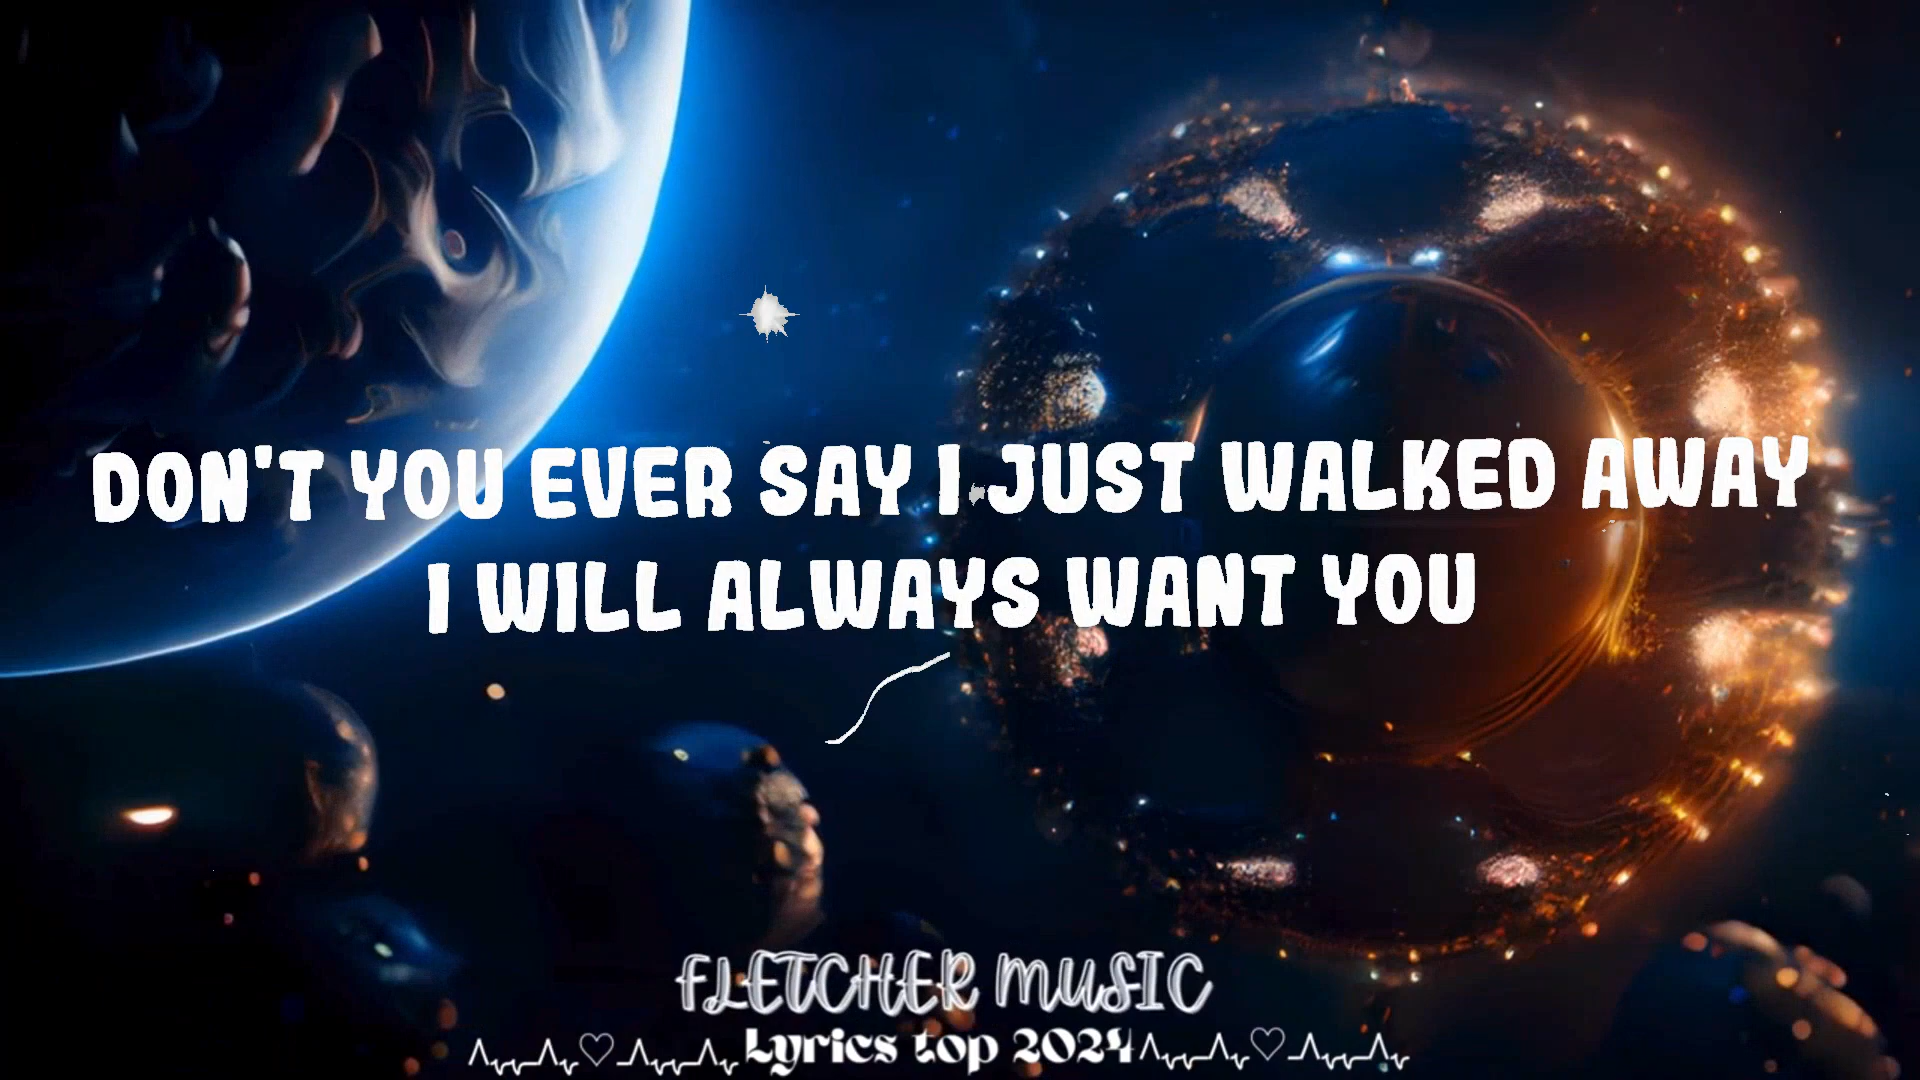 DON'T YOU EVER SAY I JUST WALKED AWAY
I WILL ALWAYS WANT YOU
FLETCHER MUSIC
Lyrics top 2024